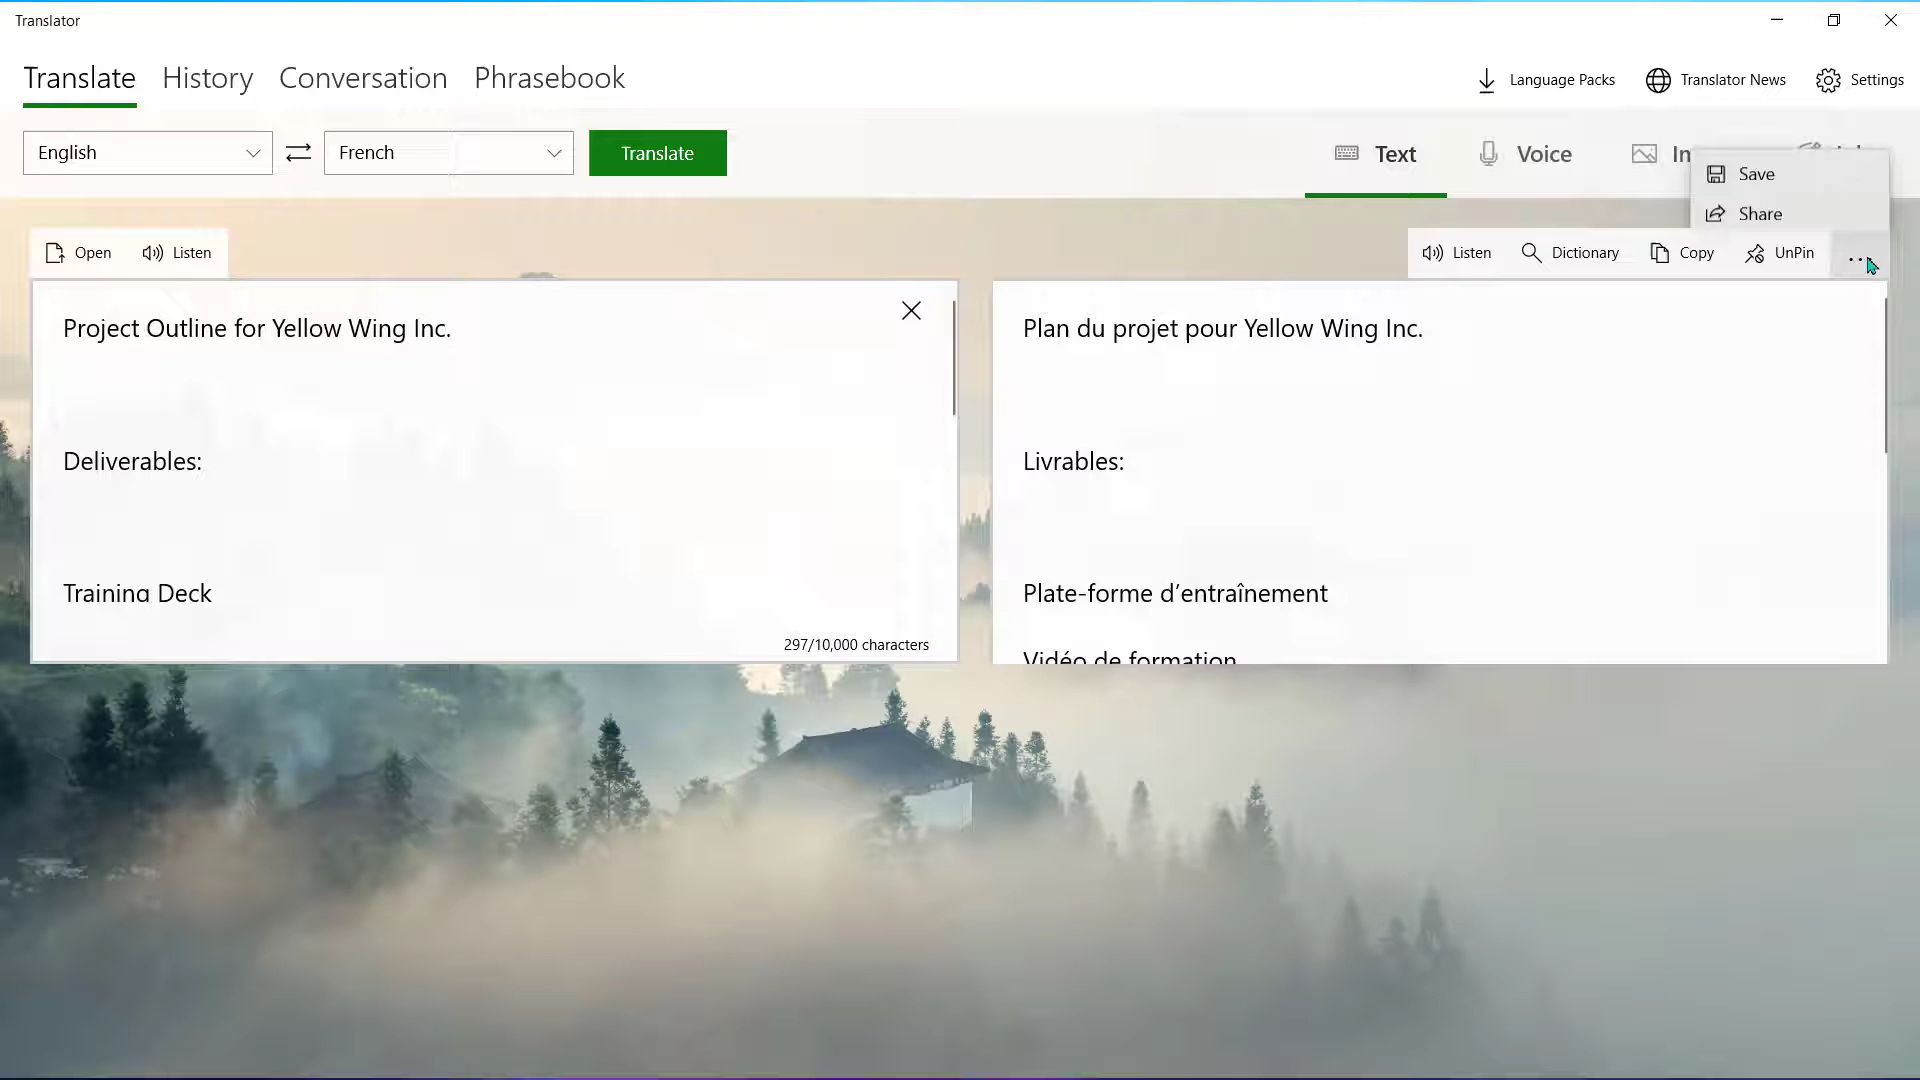 Translator
Translate History Conversation Phrasebook
Language Packs Translator News Settings
English French Translate
Text Voice
Save
Share
Open Listen
Listen Dictionary Copy UnPin
Project Outline for Yellow Wing Inc.
Deliverables:
Training Deck
297/10,000 characters
Plan du projet pour Yellow Wing Inc.
Livrables:
Plate-forme d’entraînement
Vidéo de formation